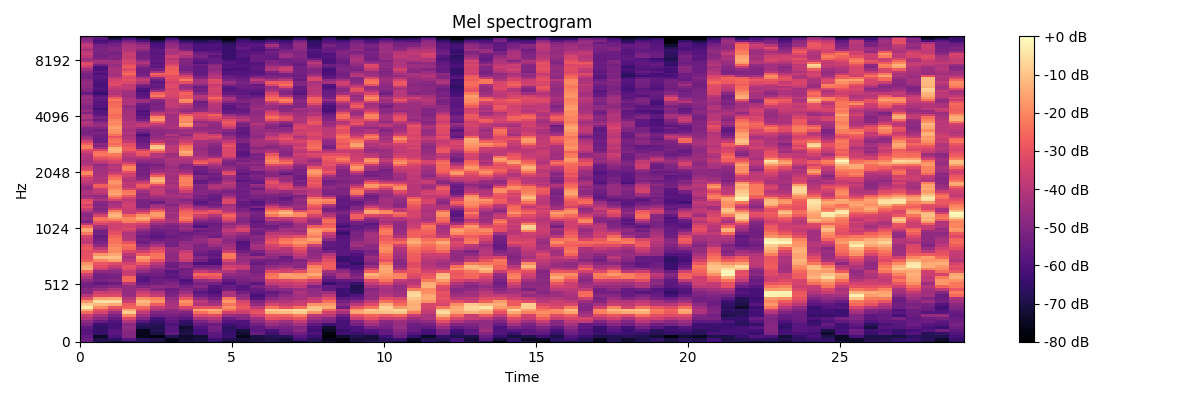 Mel spectrogram
Hz
8192
4096
2048
1024
512
0
0 5 10 15 20 25
Time
+0 dB
-10 dB
-20 dB
-30 dB
-40 dB
-50 dB
-60 dB
-70 dB
-80 dB